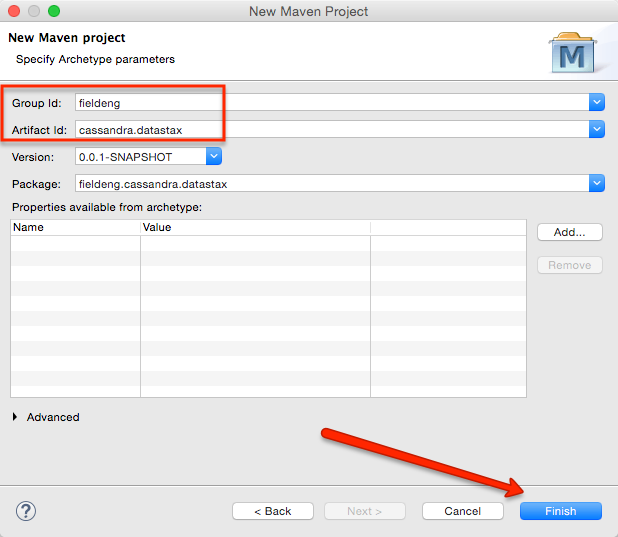 New Maven Project
New Maven project
Specify Archetype parameters
M
Group Id: fieldeng
Artifact Id: cassandra.datastax
Version: 0.0.1-SNAPSHOT
Package: fieldeng.cassandra.datastax
Properties available from archetype:
Name Value
Add...
Remove
Advanced
? < Back Next > Cancel Finish